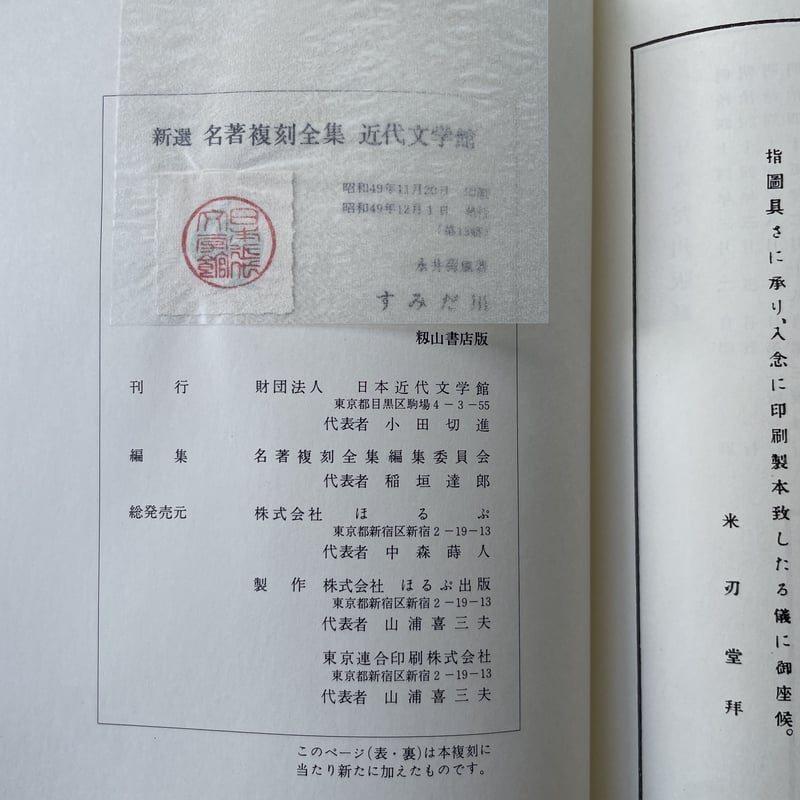 新選 名著複刻全集 近代文学館
昭和49年11月20日 印刷
昭和49年12月1日 発行
永井荷風著
すみだ川
籾山書店版
刊 行 財団法人 日本近代文学館
東京都目黒区駒場4-3-55
代表者 小田切進
編 集 名著複刻全集編集委員会
代表者 稲垣達郎
総発売元 株式会社 ほるぷ
東京都新宿区新宿2-19-13
代表者 中森蒔人
製 作 株式会社 ほるぷ出版
東京都新宿区新宿2-19-13
代表者 山浦喜三夫
東京連合印刷株式会社
東京都新宿区新宿2-19-13
代表者 山浦喜三夫
このページ(表・裏)は本複刻に
当たり新たに加えたものです。
日本近代
文学館
指圖具さに承り、入念に印刷製本致したる儀に御座候。
米刃堂拜